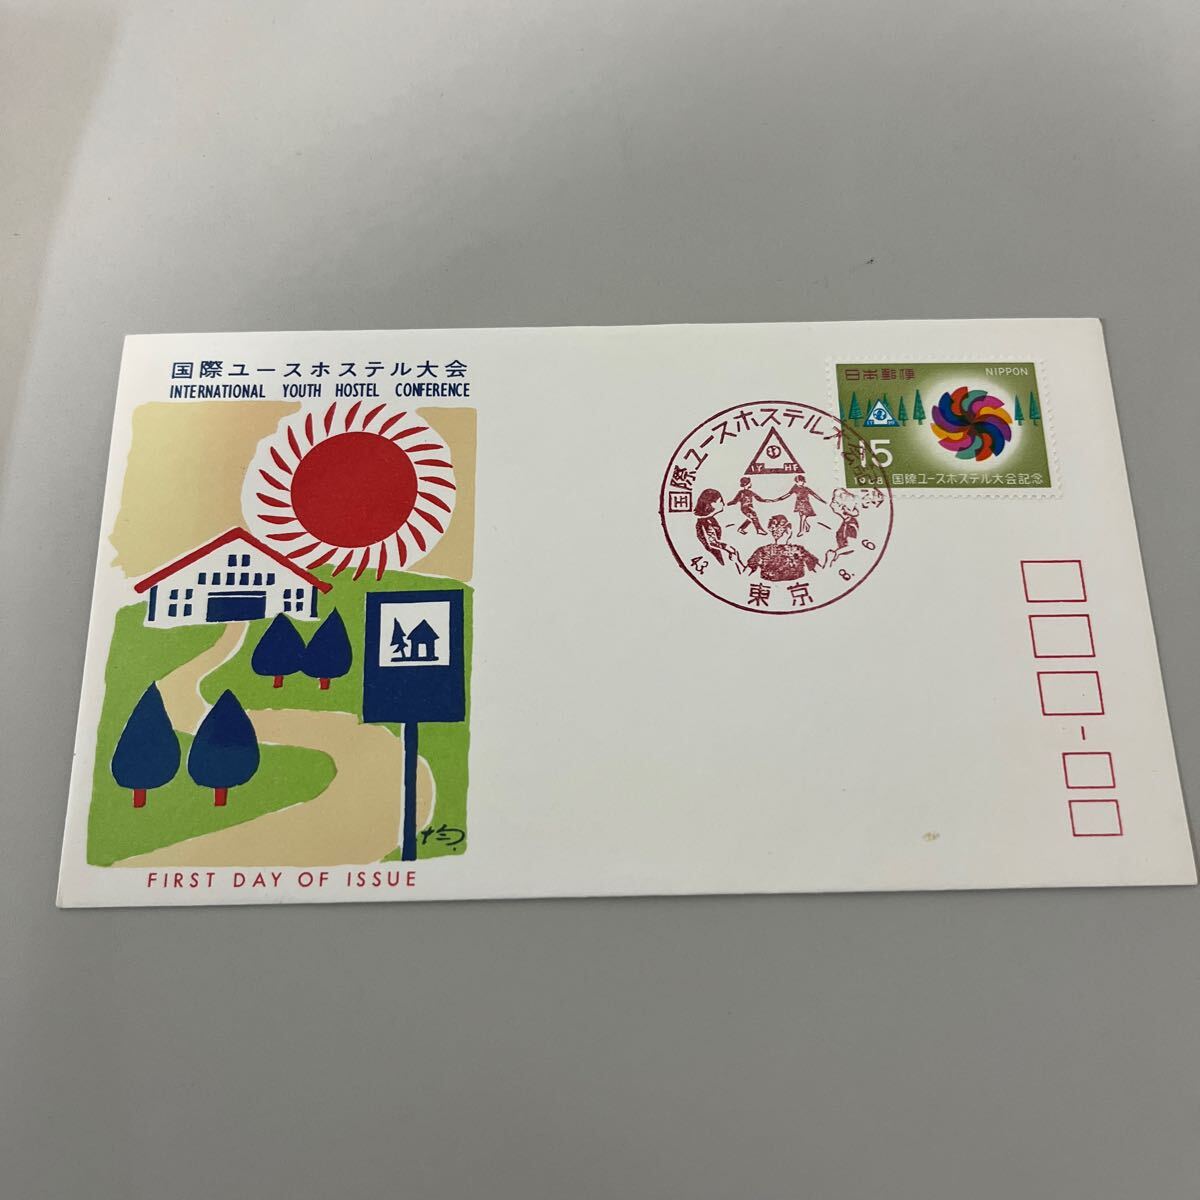 国際ユースホステル大会
INTERNATIONAL YOUTH HOSTEL CONFERENCE
日本郵便
NIPPON
15
1968 国際ユースホステル大会記念
国際ユースホステル
IY HF
43. 8. 6
東京
FIRST DAY OF ISSUE